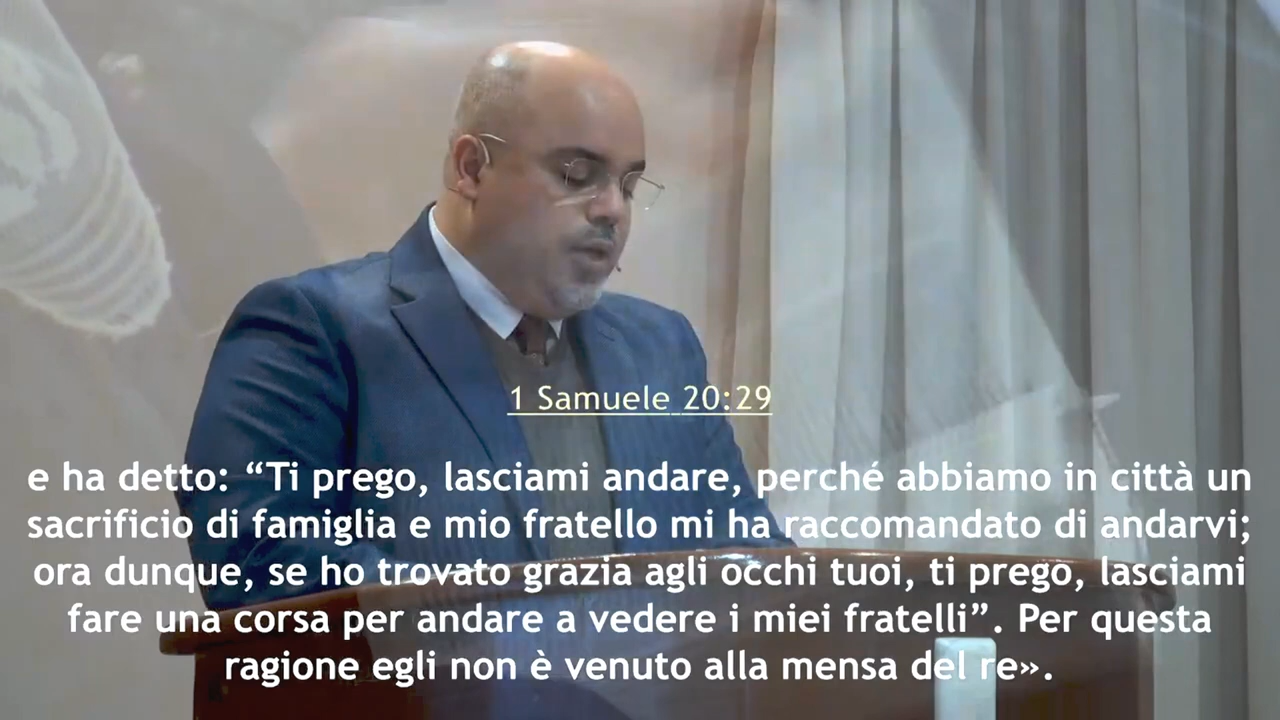 1 Samuele 20:29
e ha detto: “Ti prego, lasciami andare, perché abbiamo in città un
sacrificio di famiglia e mio fratello mi ha raccomandato di andarvi;
ora dunque, se ho trovato grazia agli occhi tuoi, ti prego, lasciami
fare una corsa per andare a vedere i miei fratelli”. Per questa
ragione egli non è venuto alla mensa del re».